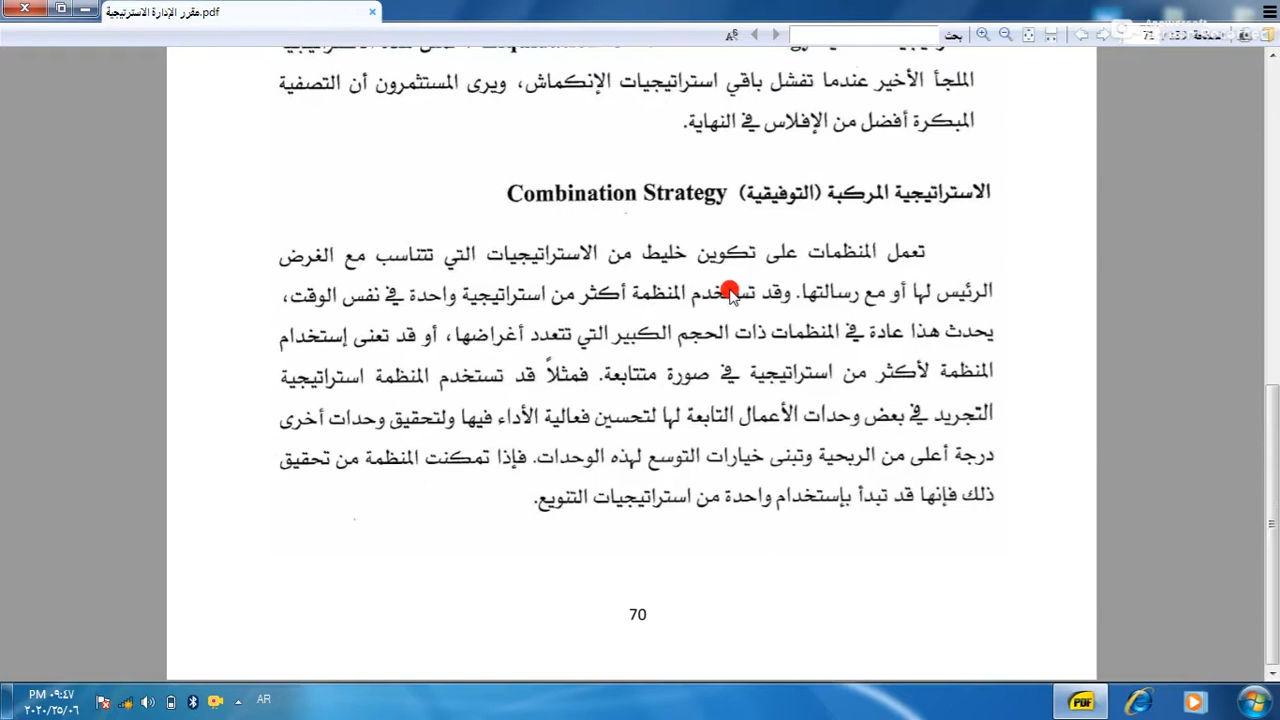 مقرر الإدارة الاسترتيجية.pdf
بحث
الملجأ الأخير عندما تفشل باقي استراتيجيات الإنكماش، ويرى المستثمرون أن التصفية
المبكرة أفضل من الإفلاس في النهاية.
الاستراتيجية المركبة (التوفيقية) Combination Strategy
تعمل المنظمات على تكوين خليط من الاستراتيجيات التي تتناسب مع الغرض
الرئيس لها أو مع رسالتها. وقد تستخدم المنظمة أكثر من استراتيجية واحدة في نفس الوقت،
يحدث هذا عادة في المنظمات ذات الحجم الكبير التي تتعدد أغراضها، أو قد تعنى إستخدام
المنظمة لأكثر من استراتيجية في صورة متتابعة. فمثلاً قد تستخدم المنظمة استراتيجية
التجريد في بعض وحدات الأعمال التابعة لها لتحسين فعالية الأداء فيها ولتحقيق وحدات أخرى
درجة أعلى من الربحية وتبنى خيارات التوسع لهذه الوحدات. فإذا تمكنت المنظمة من تحقيق
ذلك فإنها قد تبدأ بإستخدام واحدة من استراتيجيات التنويع.
70
PM ٠٩:٤٧
٢٠٢٠/٢٥/٠٦
AR
PDF